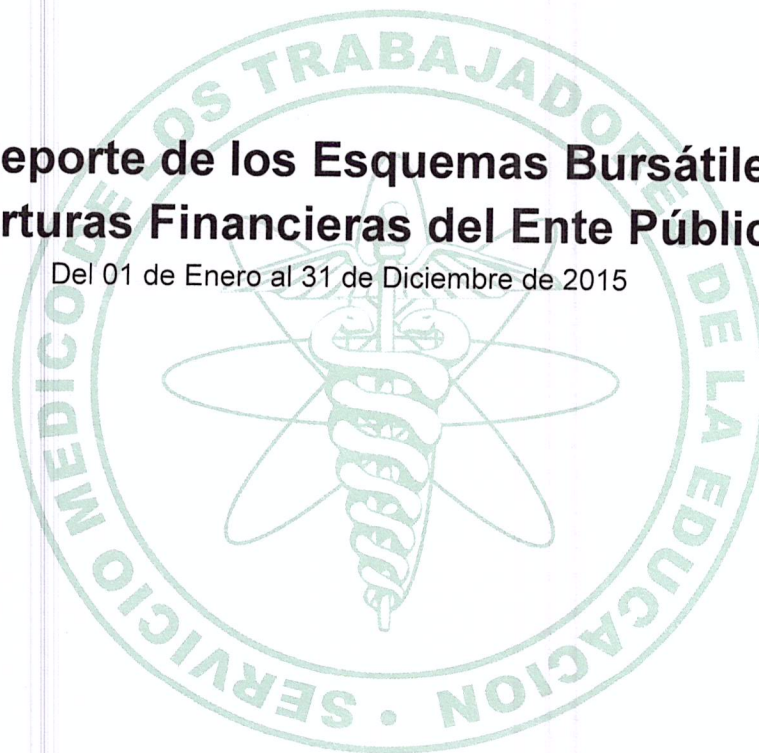 eporte de los Esquemas Bursátile
rturas Financieras del Ente Públic
Del 01 de Enero al 31 de Diciembre de 2015
SERVICIO MEDICO DE LOS TRABAJADORES DE LA EDUCACION